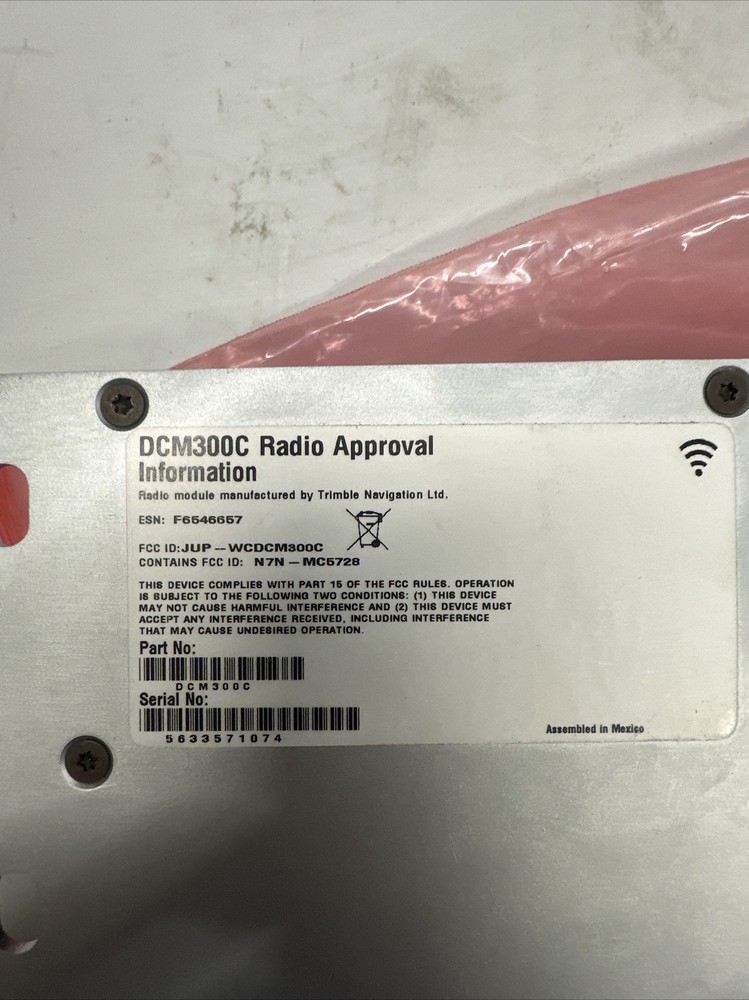 DCM300C Radio Approval
Information
Radio module manufactured by Trimble Navigation Ltd.
ESN: F6546657
FCC ID:JUP-WCDCM300C
CONTAINS FCC ID: N7N-MC5728
THIS DEVICE COMPLIES WITH PART 15 OF THE FCC RULES. OPERATION
IS SUBJECT TO THE FOLLOWING TWO CONDITIONS: (1) THIS DEVICE
MAY NOT CAUSE HARMFUL INTERFERENCE AND (2) THIS DEVICE MUST
ACCEPT ANY INTERFERENCE RECEIVED, INCLUDING INTERFERENCE
THAT MAY CAUSE UNDESIRED OPERATION.
Part No:
DCM300C
Serial No:
5633571074
Assembled in Mexico